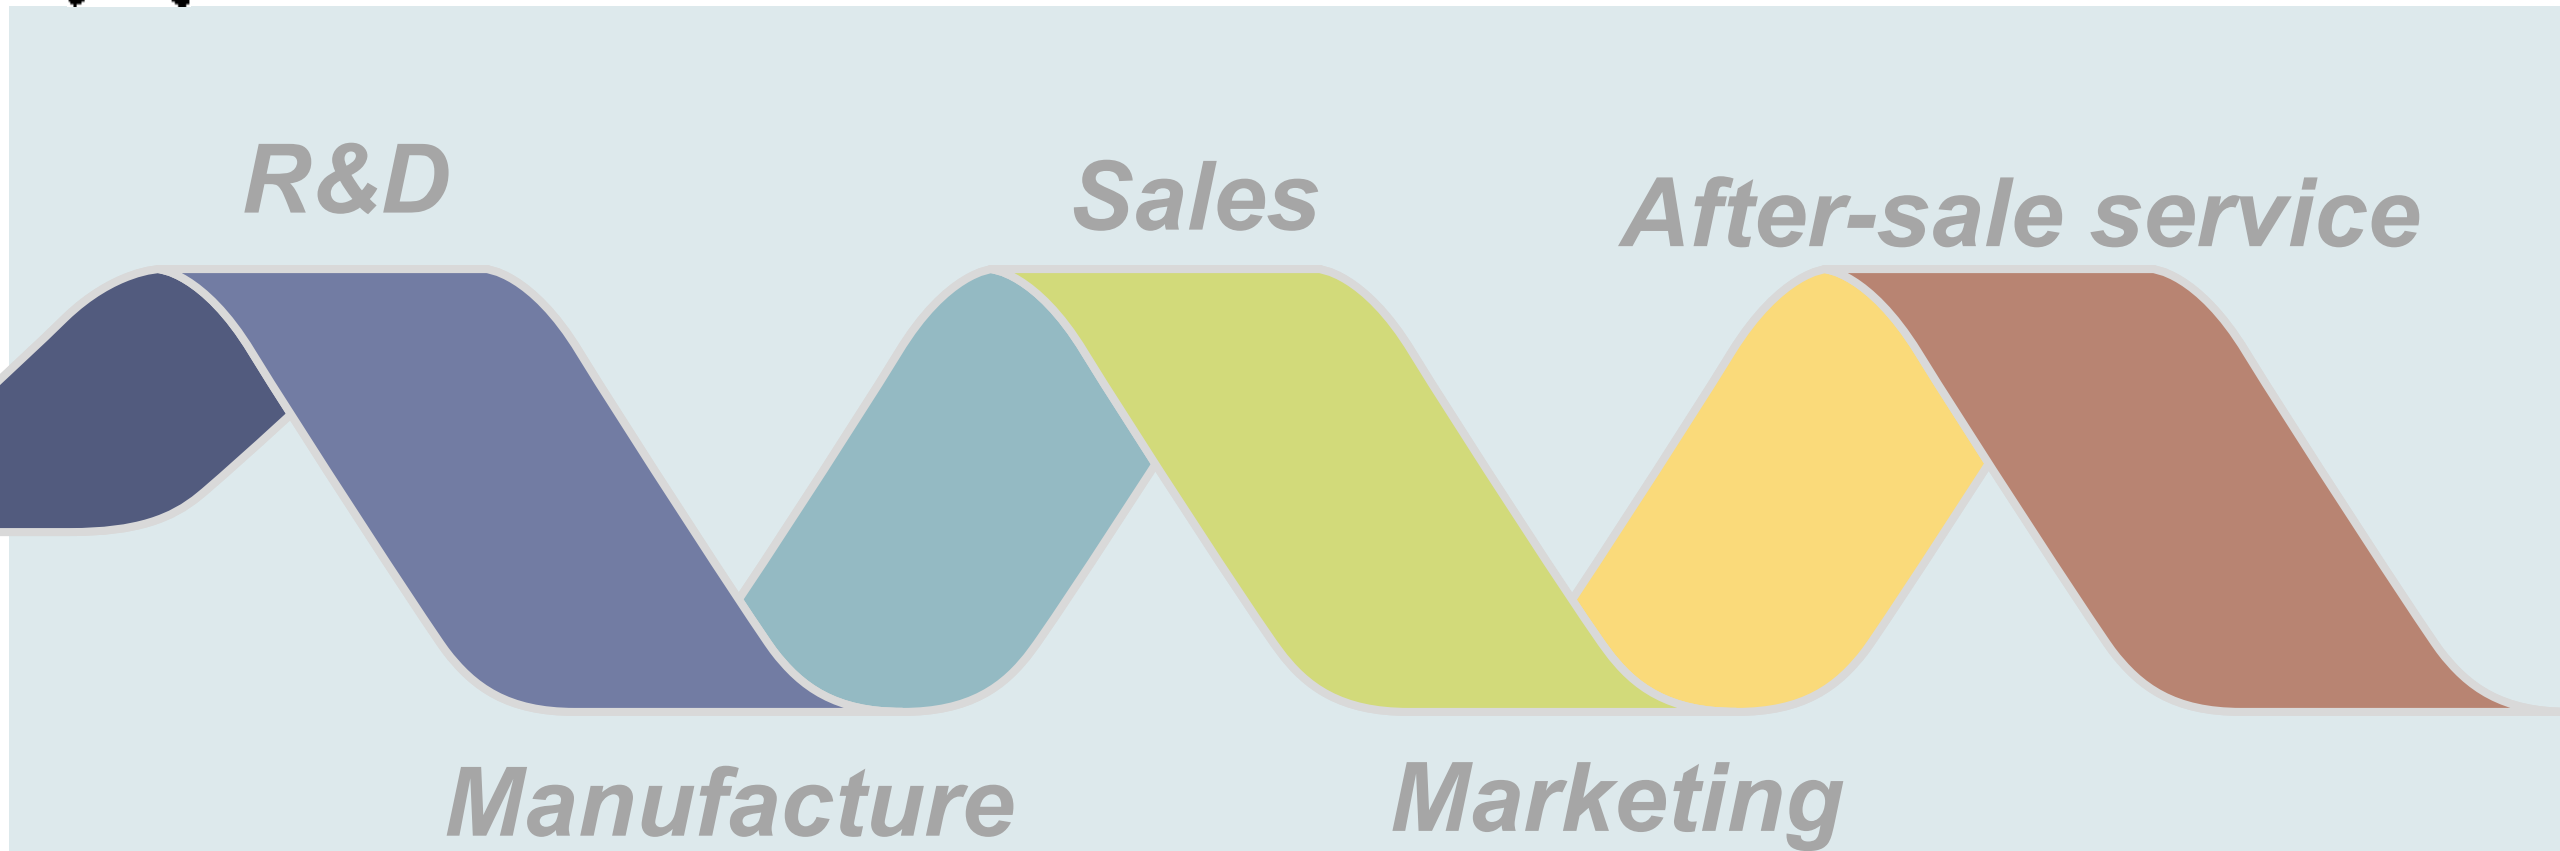 R&D
Manufacture
Sales
Marketing
After-sale service